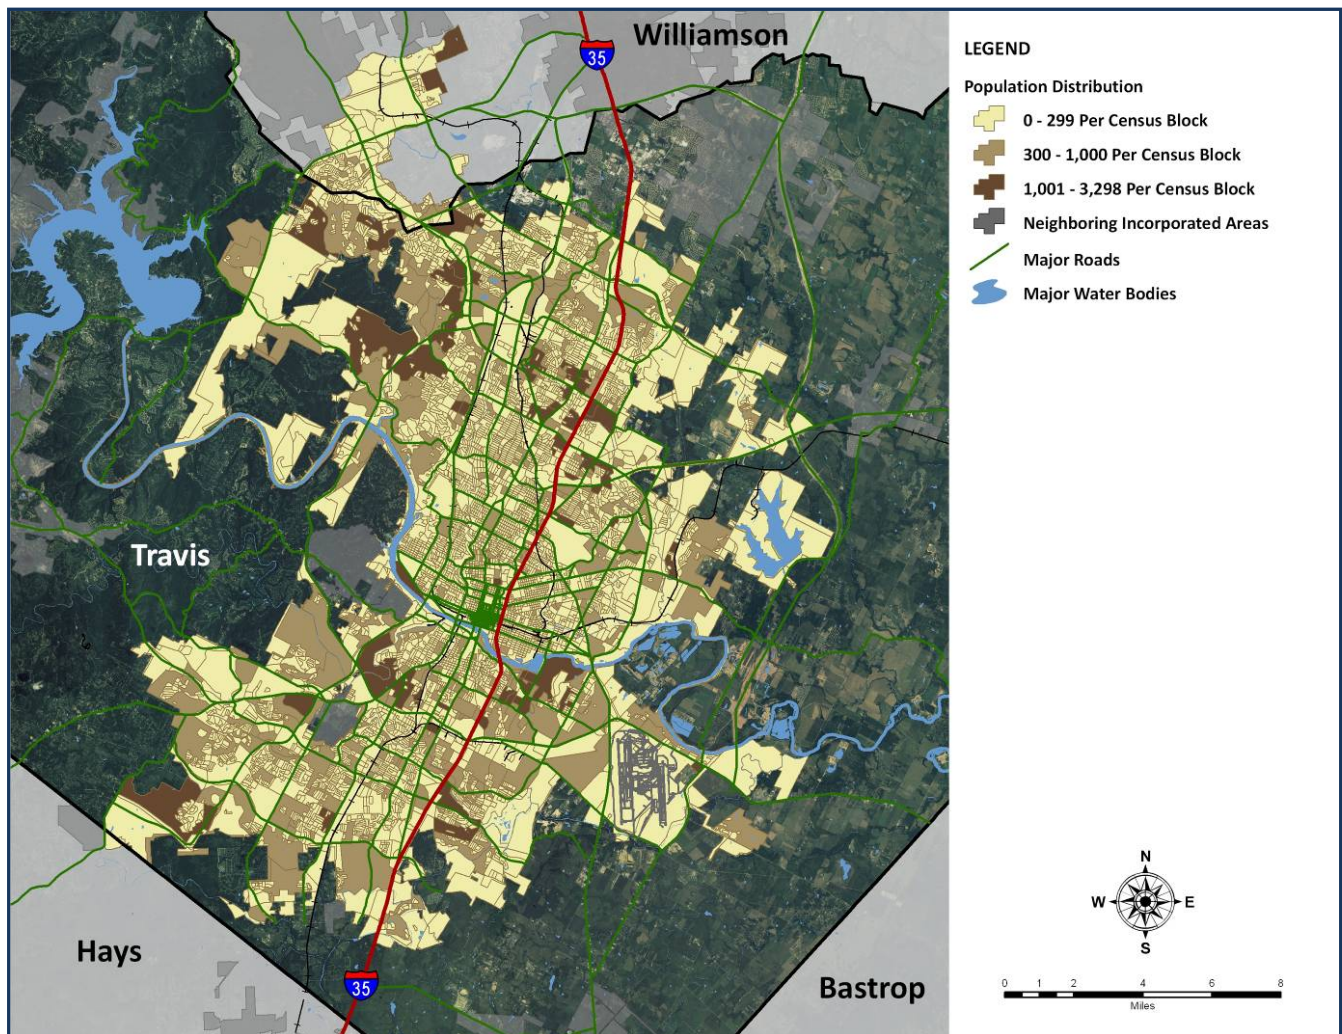 Williamson
35
Travis
Hays
35
Bastrop
LEGEND
Population Distribution
0 - 299 Per Census Block
300 - 1,000 Per Census Block
1,001 - 3,298 Per Census Block
Neighboring Incorporated Areas
Major Roads
Major Water Bodies
N
W E
S
0 1 2 4 6 8
Miles